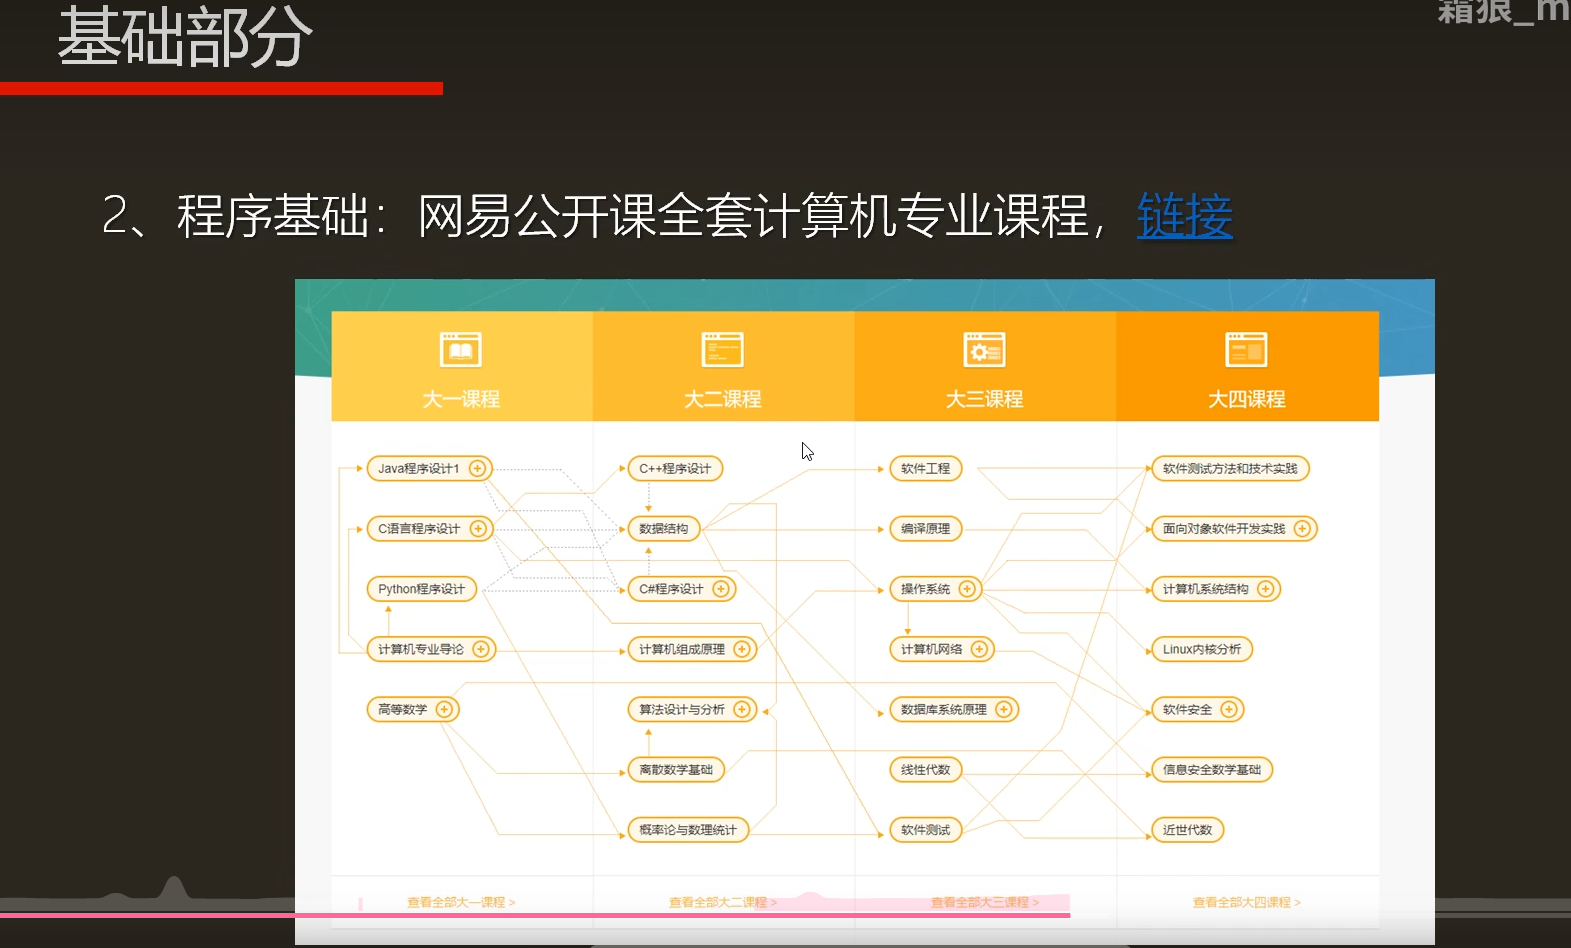 基础部分
霜狼_m
2、程序基础：网易公开课全套计算机专业课程，链接
大一课程
大二课程
大三课程
大四课程
Java程序设计1
C++程序设计
软件工程
软件测试方法和技术实践
C语言程序设计
数据结构
编译原理
面向对象软件开发实践
Python程序设计
C#程序设计
操作系统
计算机系统结构
计算机专业导论
计算机组成原理
计算机网络
Linux内核分析
高等数学
算法设计与分析
数据库系统原理
软件安全
离散数学基础
线性代数
信息安全数学基础
概率论与数理统计
软件测试
近世代数
查看全部大一课程 >
查看全部大二课程 >
查看全部大三课程 >
查看全部大四课程 >